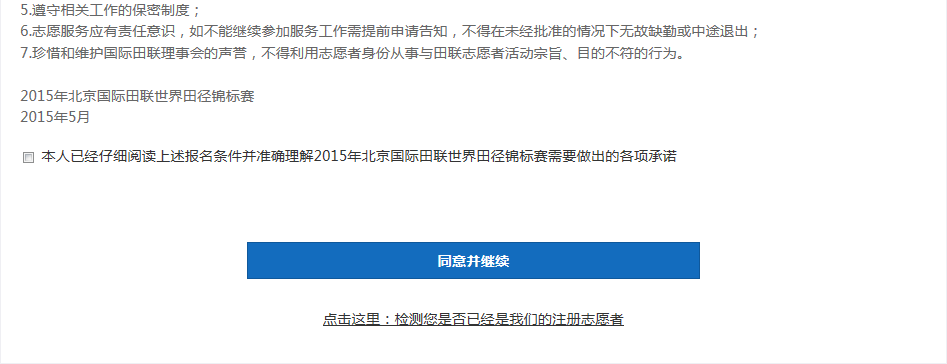 5.遵守相关工作的保密制度；
6.志愿服务应有责任意识，如不能继续参加服务工作需提前申请告知，不得在未经批准的情况下无故缺勤或中途退出；
7.珍惜和维护国际田联理事会的声誉，不得利用志愿者身份从事与田联志愿者活动宗旨、目的不符的行为。
2015年北京国际田联世界田径锦标赛
2015年5月
本人已经仔细阅读上述报名条件并准确理解2015年北京国际田联世界田径锦标赛需要做出的各项承诺
同意并继续
点击这里：检测您是否已经是我们的注册志愿者